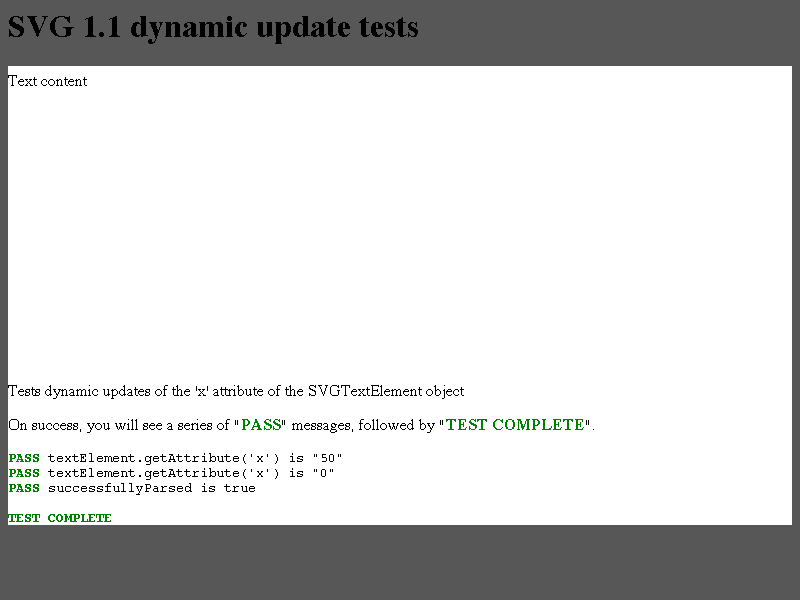 SVG 1.1 dynamic update tests
Text content
Tests dynamic updates of the 'x' attribute of the SVGTextElement object
On success, you will see a series of "PASS" messages, followed by "TEST COMPLETE".
PASS textElement.getAttribute('x') is "50"
PASS textElement.getAttribute('x') is "0"
PASS successfullyParsed is true
TEST COMPLETE